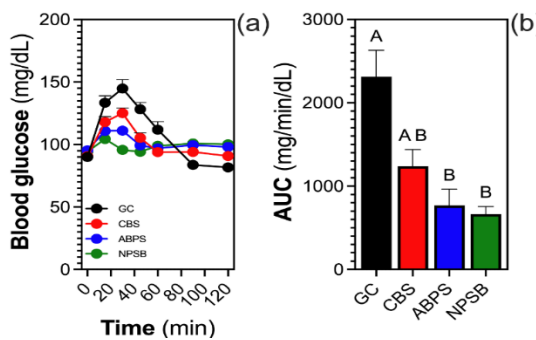 (a)
Blood glucose (mg/dL)
200
150
100
50
0
GC
CBS
ABPS
NPSB
0 20 40 60 80 100 120
Time (min)
(b)
AUC (mg/min/dL)
3000
2000
1000
0
A
AB
B
B
GC CBS ABPS NPSB